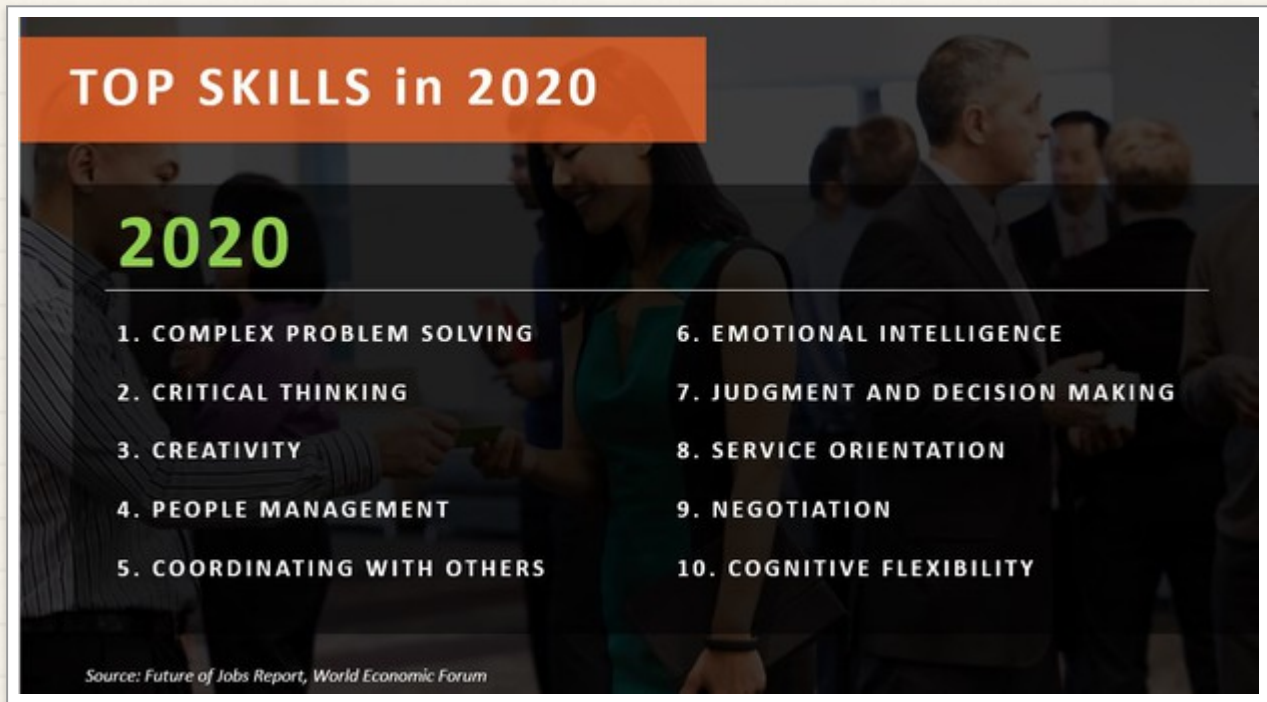 TOP SKILLS in 2020
2020
1. COMPLEX PROBLEM SOLVING
2. CRITICAL THINKING
3. CREATIVITY
4. PEOPLE MANAGEMENT
5. COORDINATING WITH OTHERS
6. EMOTIONAL INTELLIGENCE
7. JUDGMENT AND DECISION MAKING
8. SERVICE ORIENTATION
9. NEGOTIATION
10. COGNITIVE FLEXIBILITY
Source: Future of Jobs Report, World Economic Forum